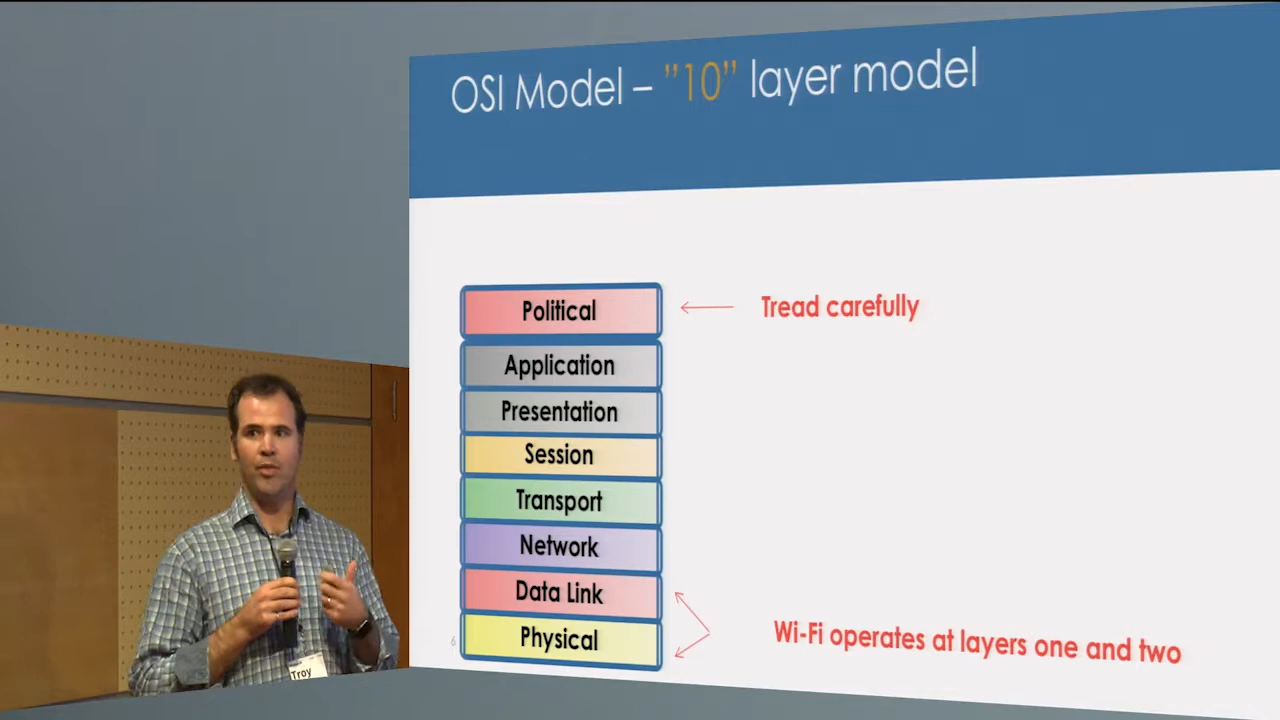 OSI Model – "10" layer model
Political
Tread carefully
Application
Presentation
Session
Transport
Network
Data Link
Physical
Wi-Fi operates at layers one and two
6
Troy